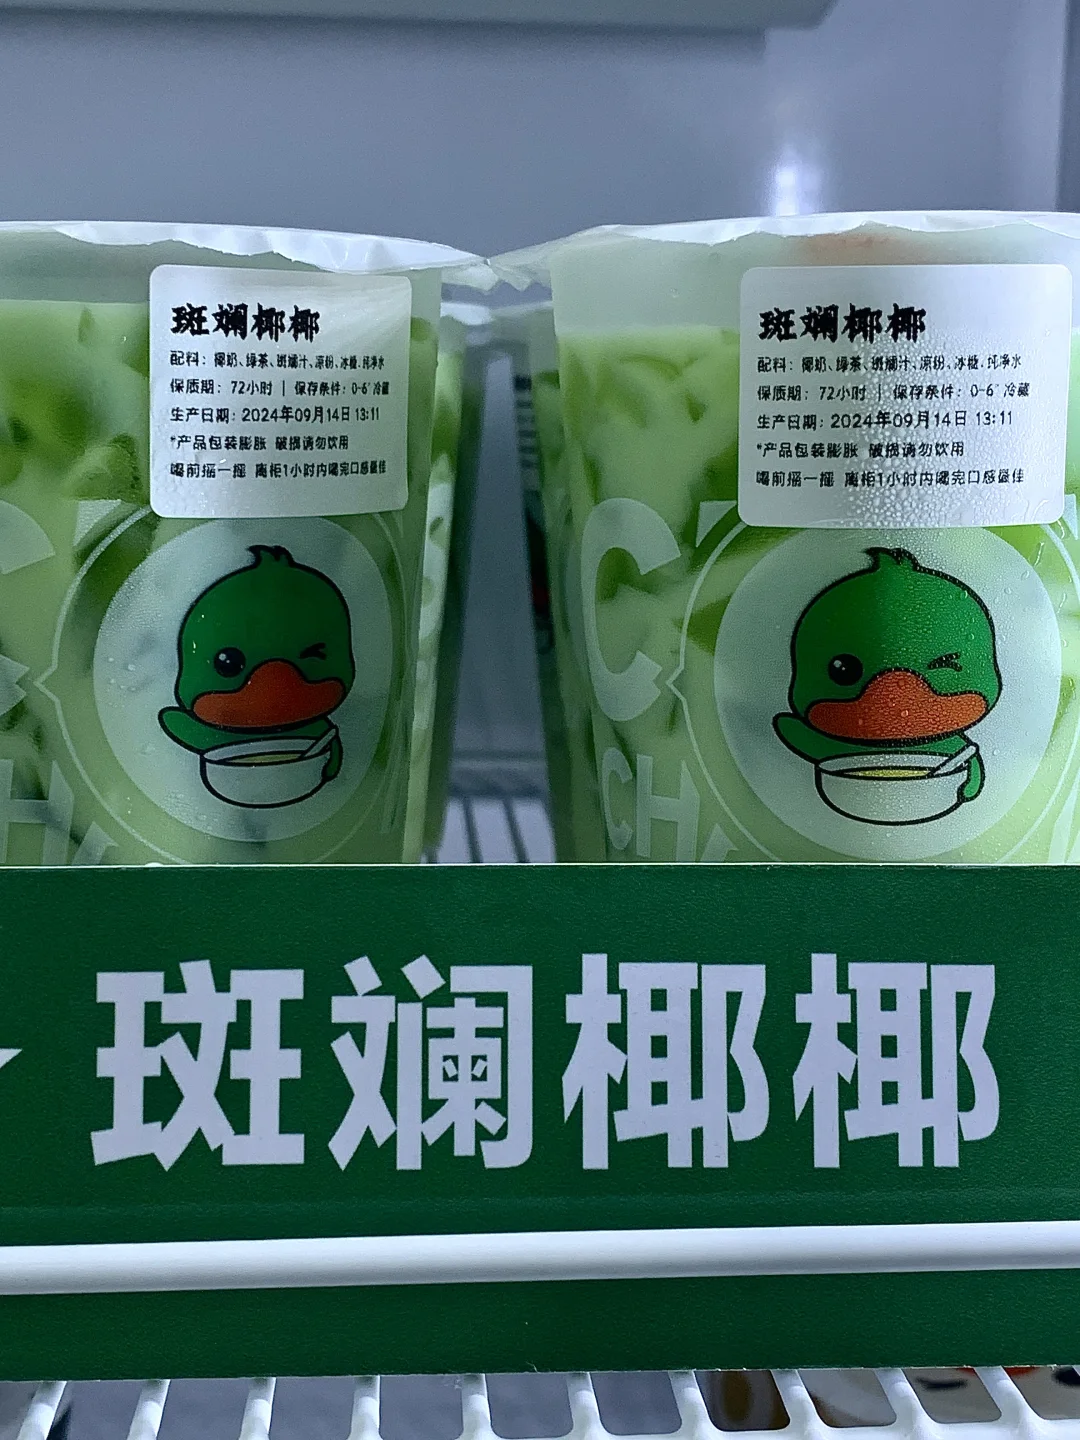 斑斓椰椰
配料：椰奶、绿茶、斑斓汁、凉粉、冰糖、纯净水
保质期：72小时 | 保存条件：0-6°冷藏
生产日期：2024年09月14日 13:11
*产品包装膨胀 破损请勿饮用
喝前摇一摇 离柜1小时内喝完口感最佳
斑斓椰椰
配料：椰奶、绿茶、斑斓汁、凉粉、冰糖、纯净水
保质期：72小时 | 保存条件：0-6°冷藏
生产日期：2024年09月14日 13:11
*产品包装膨胀 破损请勿饮用
喝前摇一摇 离柜1小时内喝完口感最佳
斑斓椰椰